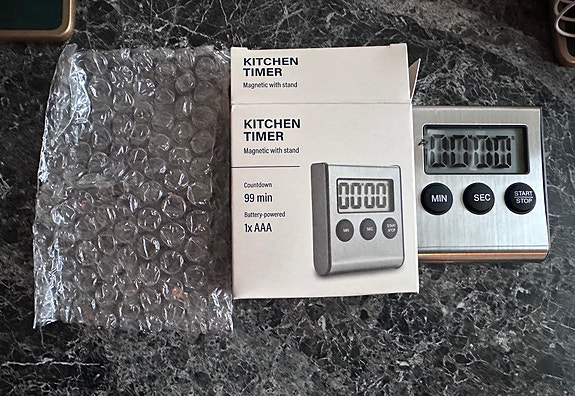 KITCHEN
TIMER
Magnetic with stand
KITCHEN
TIMER
Magnetic with stand
Countdown
99 min
Battery-powered
1x AAA
00:00
MIN
SEC
START
STOP
00:00
MIN
SEC
START
STOP